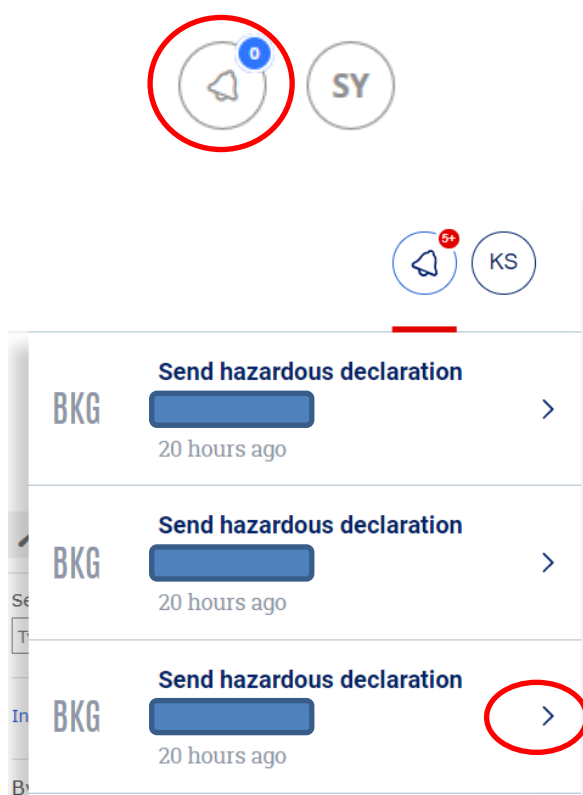 0
SY
5+
KS
Send hazardous declaration
BKG
20 hours ago
Send hazardous declaration
BKG
20 hours ago
Send hazardous declaration
BKG
20 hours ago